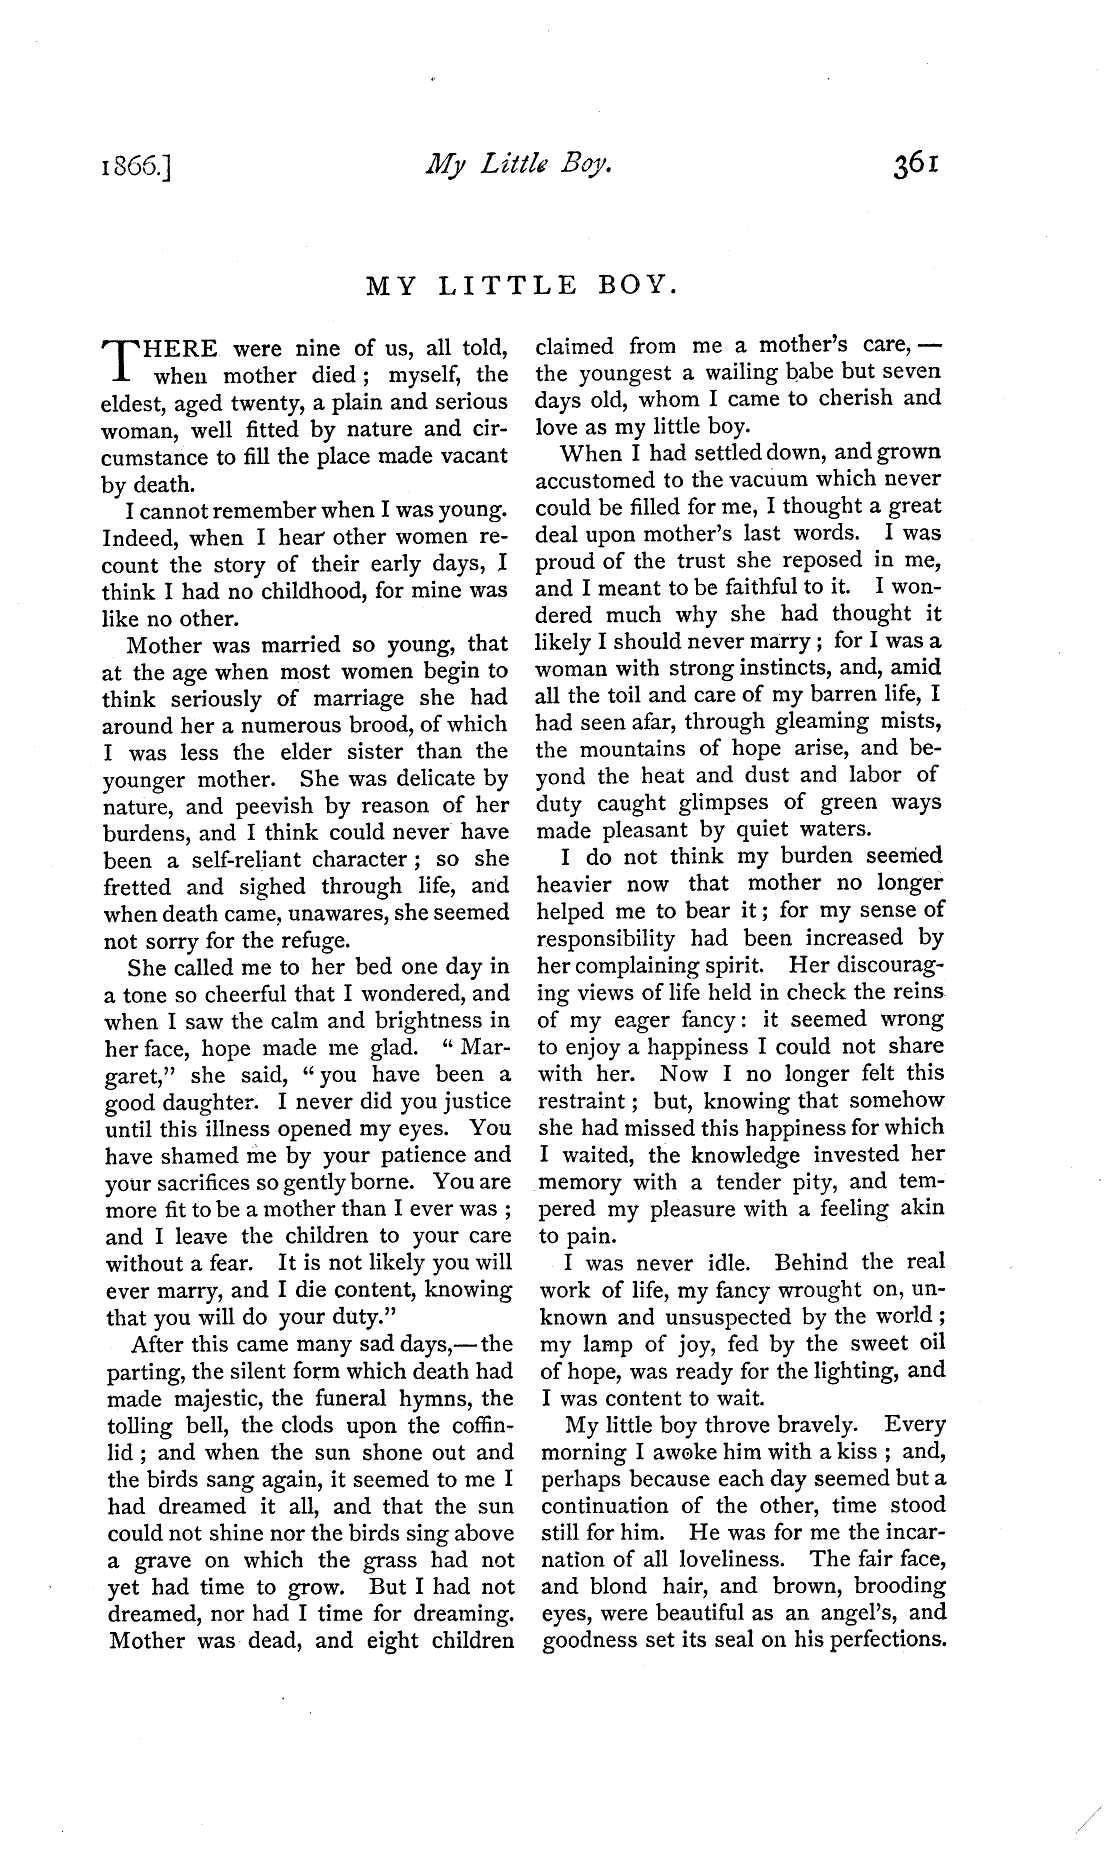 1866.] My Little Boy. 361
MY LITTLE BOY.
THERE were nine of us, all told,
when mother died; myself, the
eldest, aged twenty, a plain and serious
woman, well fitted by nature and cir-
cumstance to fill the place made vacant
by death.
I cannot remember when I was young.
Indeed, when I hear other women re-
count the story of their early days, I
think I had no childhood, for mine was
like no other.
Mother was married so young, that
at the age when most women begin to
think seriously of marriage she had
around her a numerous brood, of which
I was less the elder sister than the
younger mother. She was delicate by
nature, and peevish by reason of her
burdens, and I think could never have
been a self-reliant character; so she
fretted and sighed through life, and
when death came, unawares, she seemed
not sorry for the refuge.
She called me to her bed one day in
a tone so cheerful that I wondered, and
when I saw the calm and brightness in
her face, hope made me glad. “Mar-
garet,” she said, “you have been a
good daughter. I never did you justice
until this illness opened my eyes. You
have shamed me by your patience and
your sacrifices so gently borne. You are
more fit to be a mother than I ever was;
and I leave the children to your care
without a fear. It is not likely you will
ever marry, and I die content, knowing
that you will do your duty.”
After this came many sad days,—the
parting, the silent form which death had
made majestic, the funeral hymns, the
tolling bell, the clods upon the coffin-
lid; and when the sun shone out and
the birds sang again, it seemed to me I
had dreamed it all, and that the sun
could not shine nor the birds sing above
a grave on which the grass had not
yet had time to grow. But I had not
dreamed, nor had I time for dreaming.
Mother was dead, and eight children
claimed from me a mother’s care,—
the youngest a wailing babe but seven
days old, whom I came to cherish and
love as my little boy.
When I had settled down, and grown
accustomed to the vacuum which never
could be filled for me, I thought a great
deal upon mother’s last words. I was
proud of the trust she reposed in me,
and I meant to be faithful to it. I won-
dered much why she had thought it
likely I should never marry; for I was a
woman with strong instincts, and, amid
all the toil and care of my barren life, I
had seen afar, through gleaming mists,
the mountains of hope arise, and be-
yond the heat and dust and labor of
duty caught glimpses of green ways
made pleasant by quiet waters.
I do not think my burden seemed
heavier now that mother no longer
helped me to bear it; for my sense of
responsibility had been increased by
her complaining spirit. Her discourag-
ing views of life held in check the reins
of my eager fancy: it seemed wrong
to enjoy a happiness I could not share
with her. Now I no longer felt this
restraint; but, knowing that somehow
she had missed this happiness for which
I waited, the knowledge invested her
memory with a tender pity, and tem-
pered my pleasure with a feeling akin
to pain.
I was never idle. Behind the real
work of life, my fancy wrought on, un-
known and unsuspected by the world;
my lamp of joy, fed by the sweet oil
of hope, was ready for the lighting, and
I was content to wait.
My little boy throve bravely. Every
morning I awoke him with a kiss; and,
perhaps because each day seemed but a
continuation of the other, time stood
still for him. He was for me the incar-
nation of all loveliness. The fair face,
and blond hair, and brown, brooding
eyes, were beautiful as an angel’s, and
goodness set its seal on his perfections.